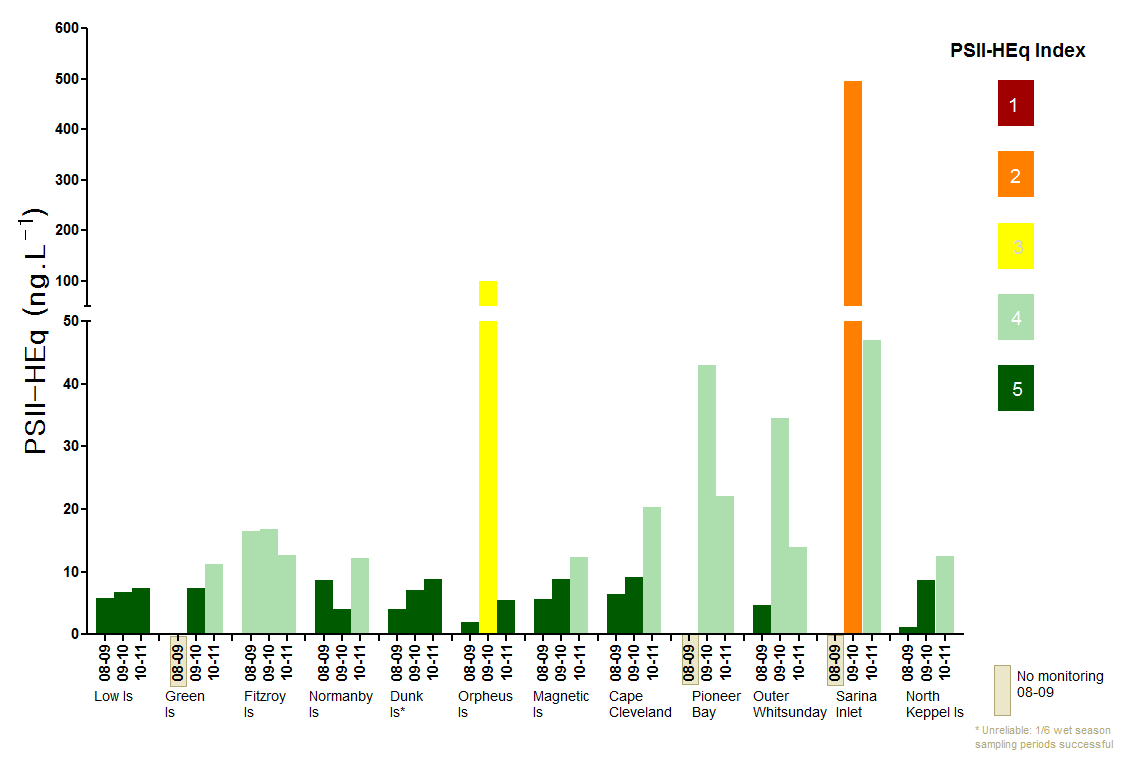 PSII-HEq Index
1
2
3
4
5
PSII–HEq (ng.L⁻¹)
600
500
400
300
200
100
50
40
30
20
10
0
08-09 09-10 10-11 08-09 09-10 10-11 08-09 09-10 10-11 08-09 09-10 10-11 08-09 09-10 10-11 08-09 09-10 10-11 08-09 09-10 10-11 08-09 09-10 10-11 08-09 09-10 10-11 08-09 09-10 10-11 08-09 09-10 10-11 08-09 09-10 10-11
Low Is
Green
Is
Fitzroy
Is
Normanby
Is
Dunk
Is*
Orpheus
Is
Magnetic
Is
Cape
Cleveland
Pioneer
Bay
Outer
Whitsunday
Sarina
Inlet
North
Keppel Is
No monitoring
08-09
* Unreliable: 1/6 wet season
sampling periods successful